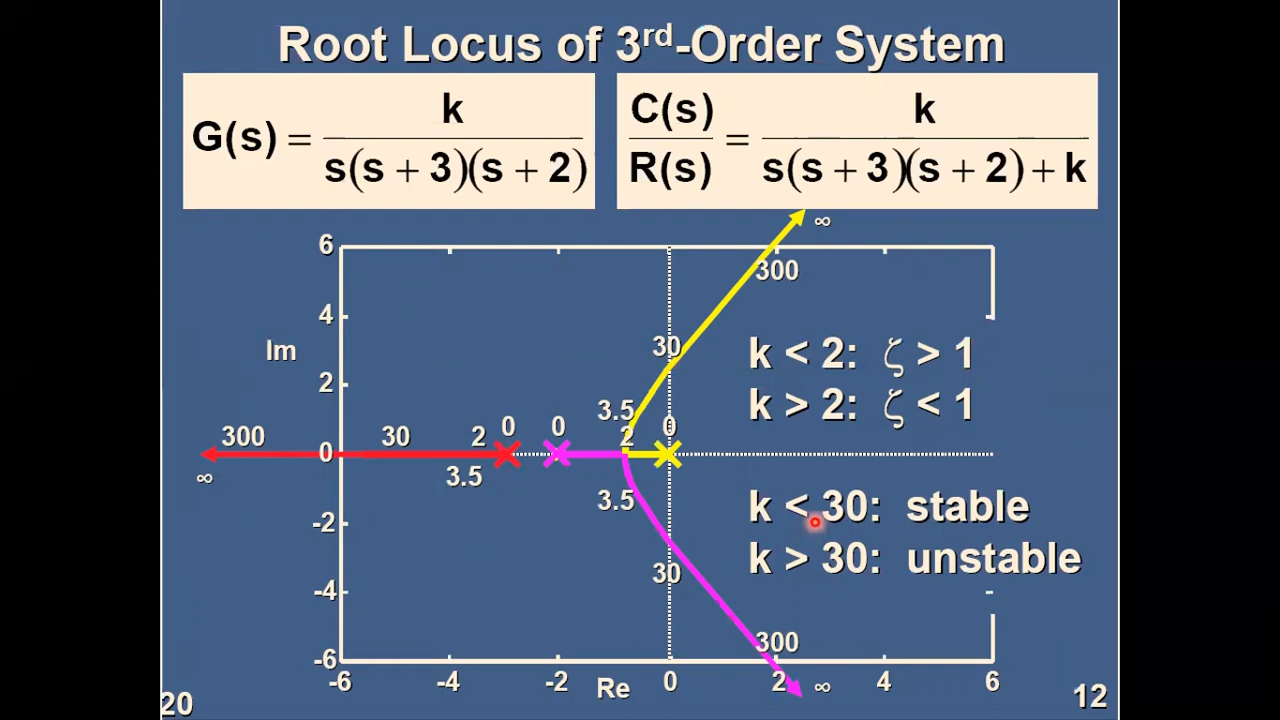 Root Locus of 3rd-Order System
G(s) = k / s(s + 3)(s + 2)
C(s) / R(s) = k / s(s + 3)(s + 2) + k
∞
6
300
4
30
k < 2: ζ > 1
Im
2
k > 2: ζ < 1
3.5
300 30 2 0 0 2 0
0
∞ 3.5
3.5
k < 30: stable
-2
k > 30: unstable
30
-4
300
-6
-6 -4 -2 Re 0 2 ∞ 4 6
20 12